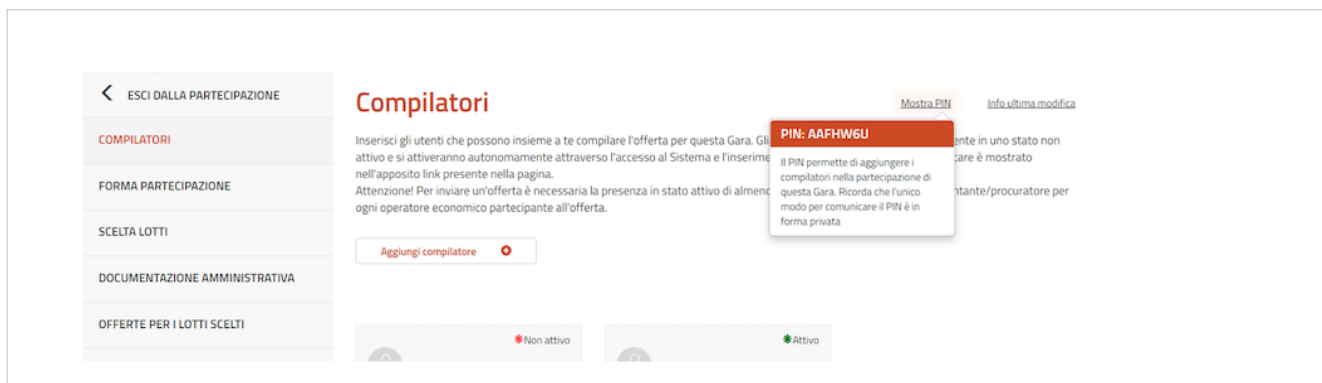 ESCI DALLA PARTECIPAZIONE
COMPILATORI
FORMA PARTECIPAZIONE
SCELTA LOTTI
DOCUMENTAZIONE AMMINISTRATIVA
OFFERTE PER I LOTTI SCELTI
Compilatori
Mostra PIN
Info ultima modifica
Inserisci gli utenti che possono insieme a te compilare l'offerta per questa Gara. Gli ente in uno stato non
attivo e si attiveranno autonomamente attraverso l'accesso al Sistema e l'inserime care è mostrato
nell'apposito link presente nella pagina.
Attenzione! Per inviare un'offerta è necessaria la presenza in stato attivo di almeno ntante/procuratore per
ogni operatore economico partecipante all'offerta.
PIN: AAFHW6U
Il PIN permette di aggiungere i
compilatori nella partecipazione di
questa Gara. Ricorda che l'unico
modo per comunicare il PIN è in
forma privata
Aggiungi compilatore
Non attivo
Attivo